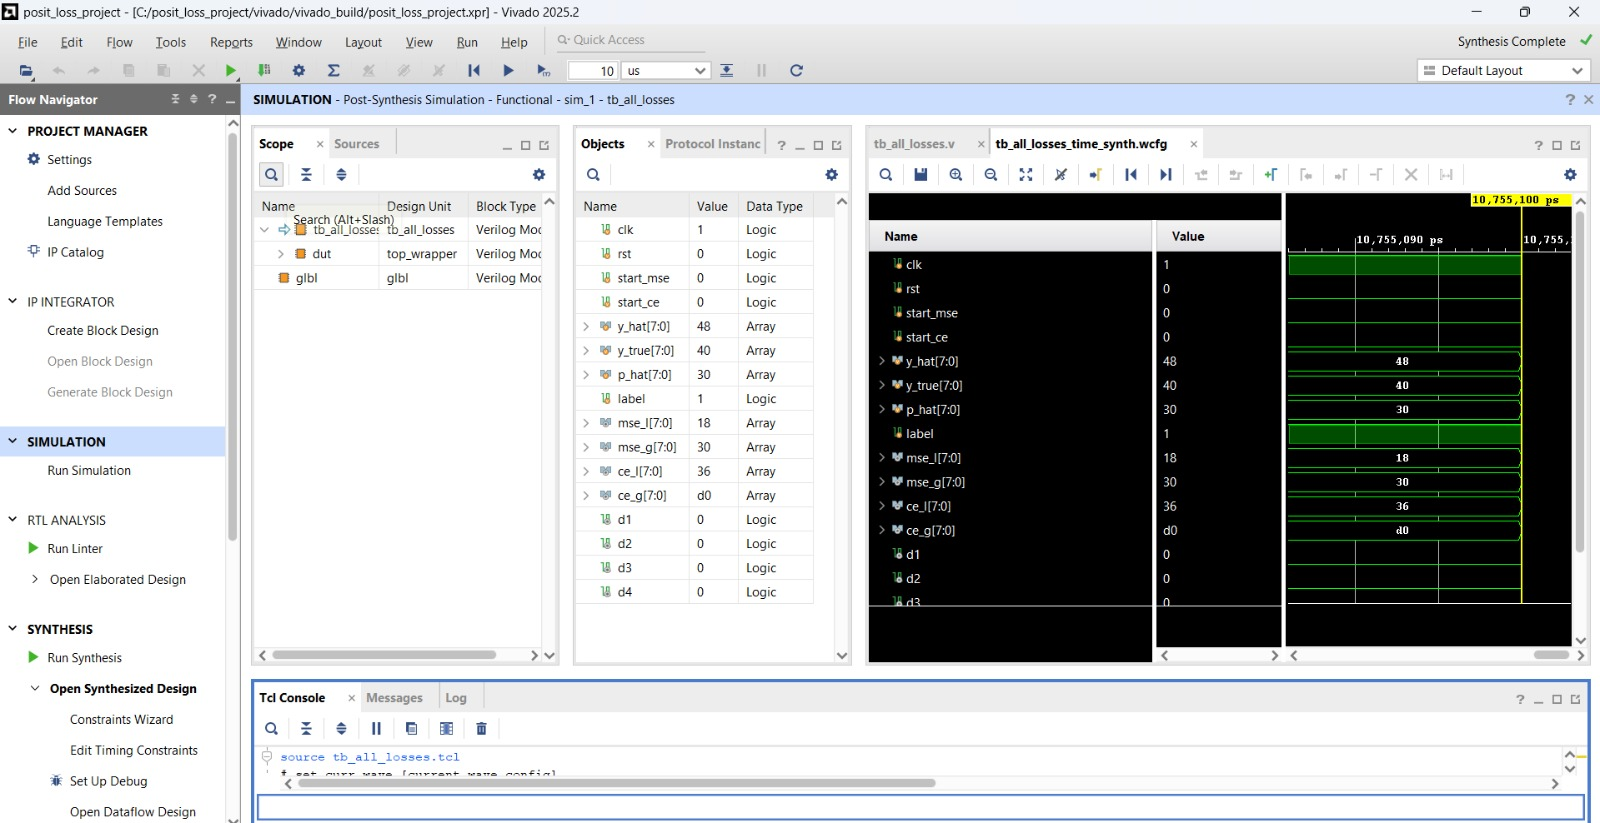 posit_loss_project - [C:/posit_loss_project/vivado/vivado_build/posit_loss_project.xpr] - Vivado 2025.2
File Edit Flow Tools Reports Window Layout View Run Help Quick Access
Synthesis Complete
10 us
Default Layout
Flow Navigator
SIMULATION - Post-Synthesis Simulation - Functional - sim_1 - tb_all_losses
PROJECT MANAGER
Settings
Add Sources
Language Templates
IP Catalog
IP INTEGRATOR
Create Block Design
Open Block Design
Generate Block Design
SIMULATION
Run Simulation
RTL ANALYSIS
Run Linter
Open Elaborated Design
SYNTHESIS
Run Synthesis
Open Synthesized Design
Constraints Wizard
Edit Timing Constraints
Set Up Debug
Open Dataflow Design
Scope Sources
Name Design Unit Block Type
Search (Alt+Slash)
tb_all_losses tb_all_losses Verilog Moc
dut top_wrapper Verilog Moc
glbl glbl Verilog Moc
Objects Protocol Instanc
Name Value Data Type
clk 1 Logic
rst 0 Logic
start_mse 0 Logic
start_ce 0 Logic
y_hat[7:0] 48 Array
y_true[7:0] 40 Array
p_hat[7:0] 30 Array
label 1 Logic
mse_l[7:0] 18 Array
mse_g[7:0] 30 Array
ce_l[7:0] 36 Array
ce_g[7:0] d0 Array
d1 0 Logic
d2 0 Logic
d3 0 Logic
d4 0 Logic
tb_all_losses.v tb_all_losses_time_synth.wcfg
10,755,100 ps
Name Value
10,755,090 ps 10,755,
clk 1
rst 0
start_mse 0
start_ce 0
y_hat[7:0] 48 48
y_true[7:0] 40 40
p_hat[7:0] 30 30
label 1
mse_l[7:0] 18 18
mse_g[7:0] 30 30
ce_l[7:0] 36 36
ce_g[7:0] d0 d0
d1 0
d2 0
d3 0
Tcl Console Messages Log
source tb_all_losses.tcl
# set curr_wave [current_wave_config]